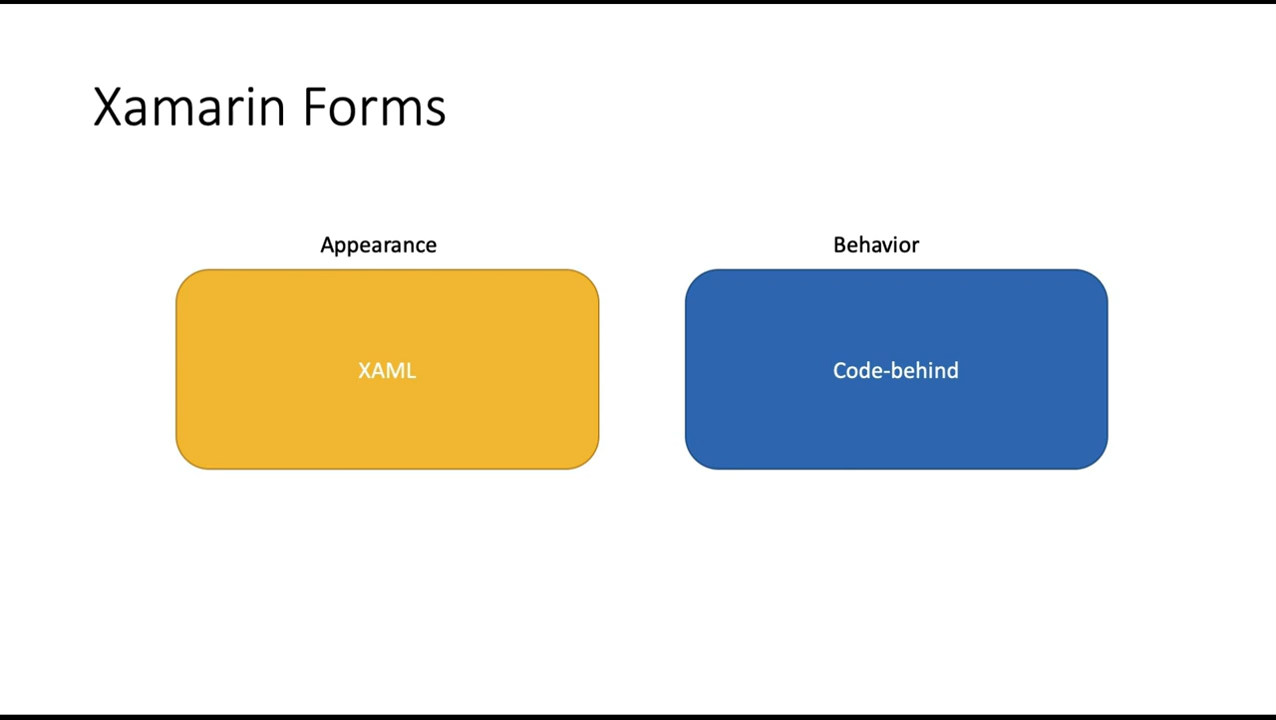 Xamarin Forms
Appearance
Behavior
XAML
Code-behind